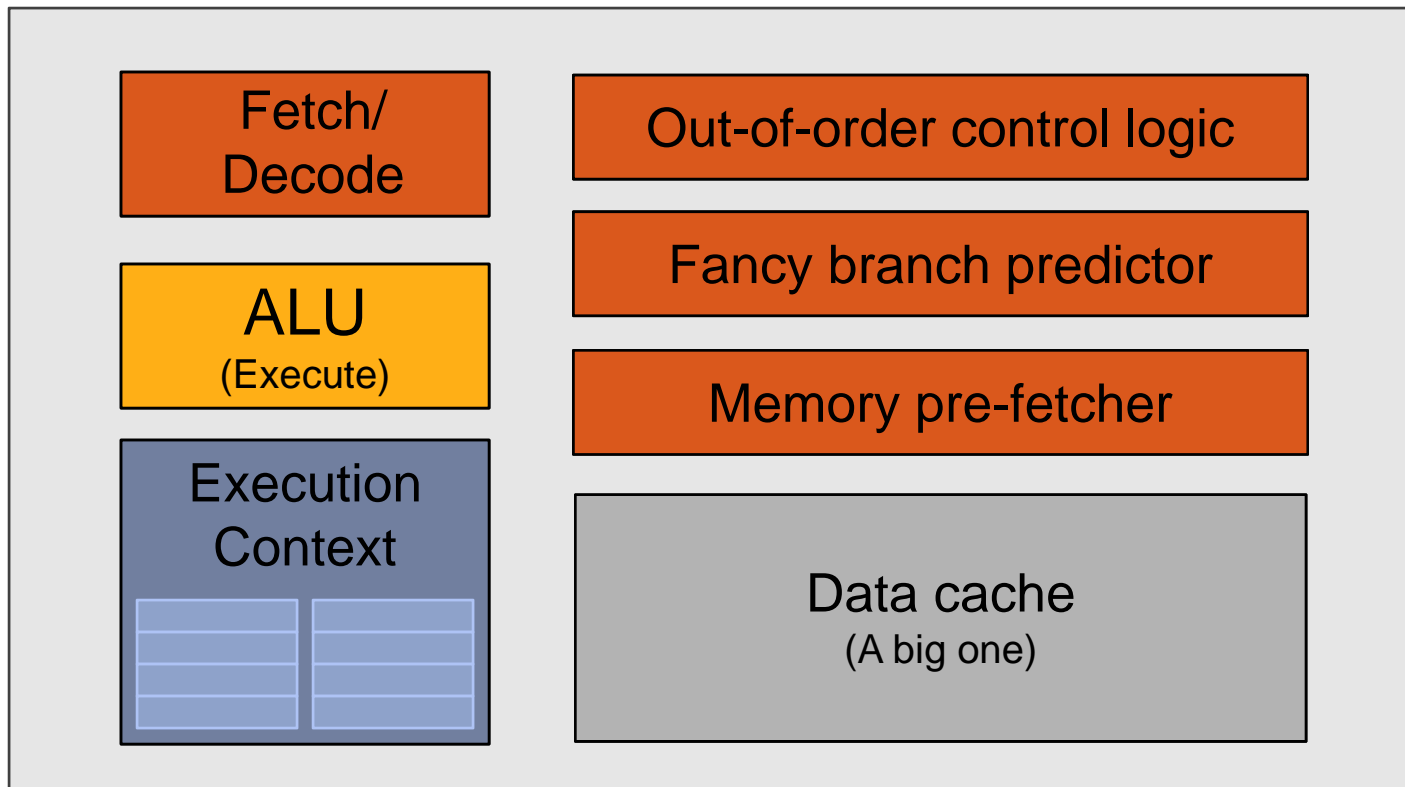 Fetch/
Decode
ALU
(Execute)
Execution
Context
Out-of-order control logic
Fancy branch predictor
Memory pre-fetcher
Data cache
(A big one)